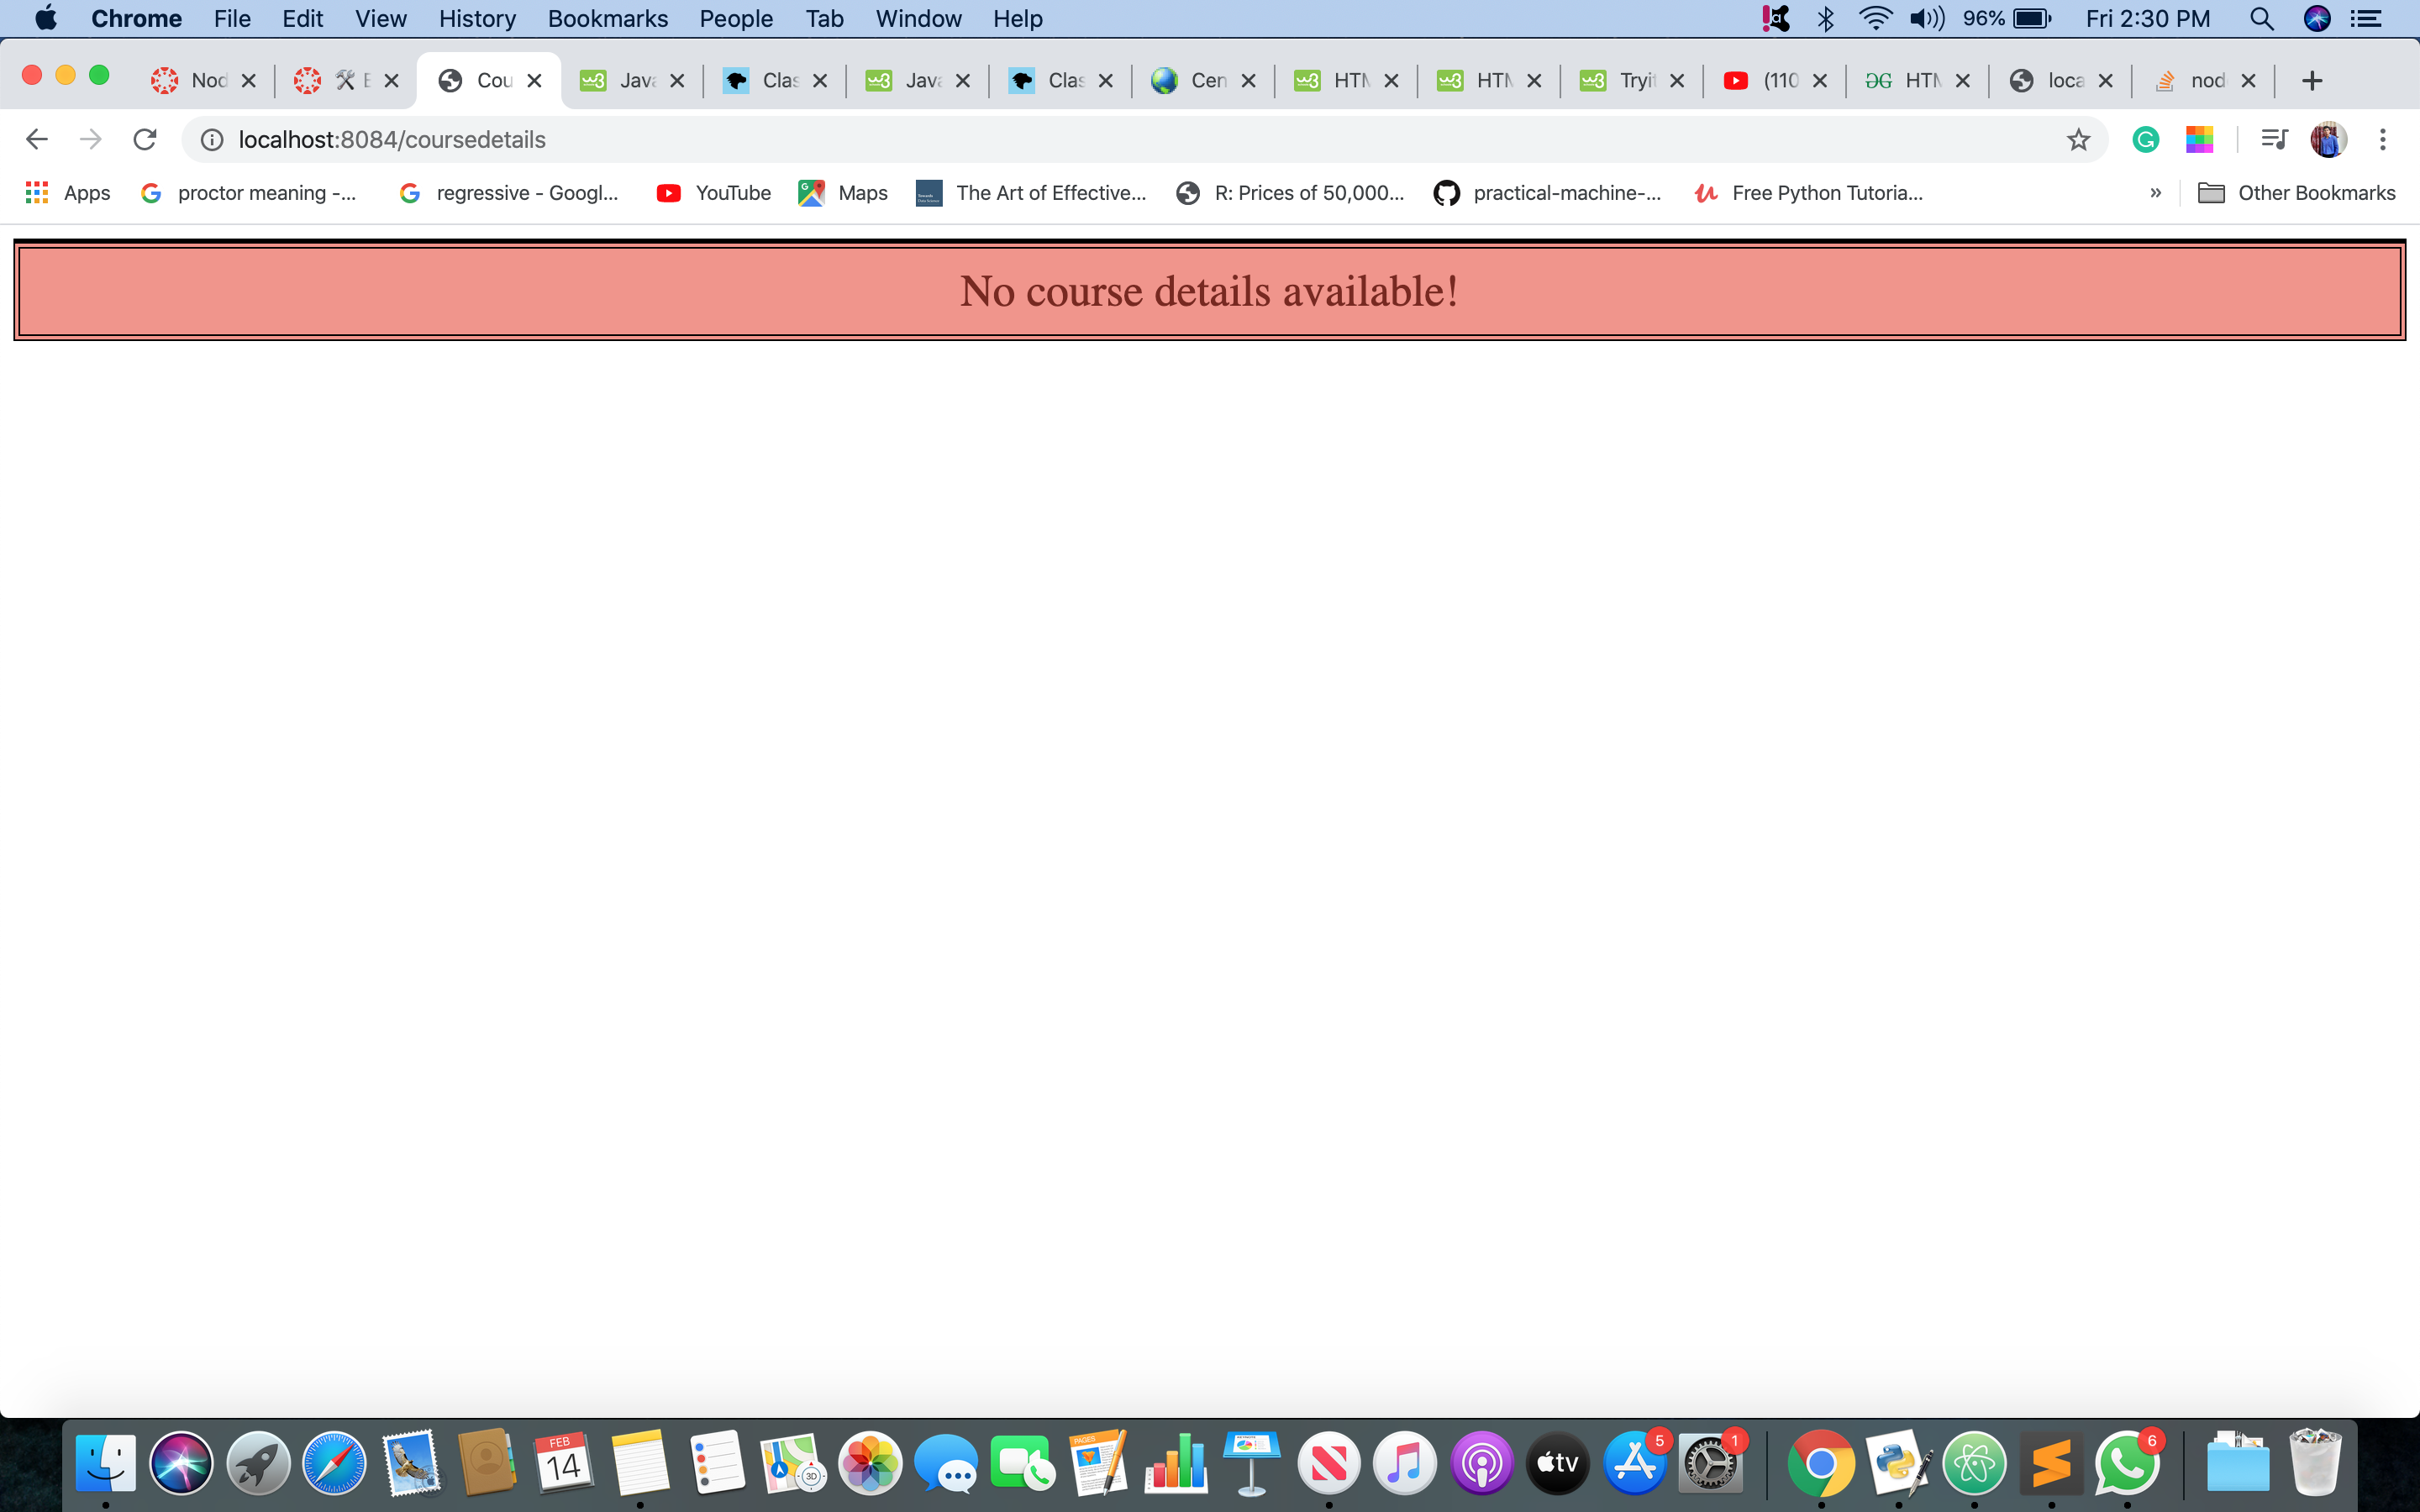 Chrome File Edit View History Bookmarks People Tab Window Help 96% Fri 2:30 PM
Nod E Cou Java Clas Java Clas Cen HTM HTM Tryit (110 HTM loca nod
localhost:8084/coursedetails
Apps proctor meaning -... regressive - Googl... YouTube Maps The Art of Effective... R: Prices of 50,000... practical-machine-... Free Python Tutoria... » Other Bookmarks
No course details available!
FEB 14 PAGES 3D tv 5 1 6